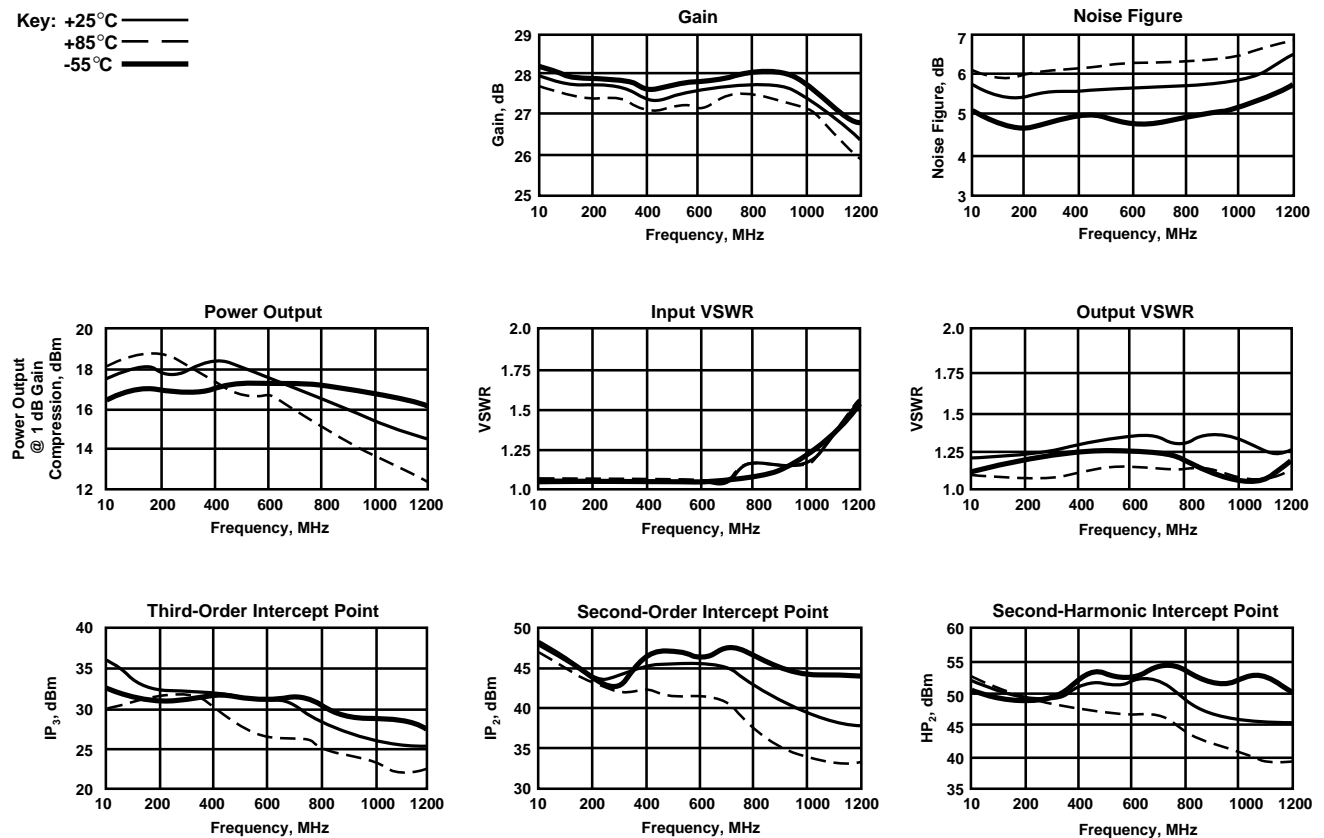 Key: +25°C
+85°C
-55°C
Gain
Gain, dB
29
28
27
26
25
10 200 400 600 800 1000 1200
Frequency, MHz
Noise Figure
Noise Figure, dB
7
6
5
4
3
10 200 400 600 800 1000 1200
Frequency, MHz
Power Output
Power Output
@ 1 dB Gain
Compression, dBm
20
18
16
14
12
10 200 400 600 800 1000 1200
Frequency, MHz
Input VSWR
VSWR
2.0
1.75
1.5
1.25
1.0
10 200 400 600 800 1000 1200
Frequency, MHz
Output VSWR
VSWR
2.0
1.75
1.5
1.25
1.0
10 200 400 600 800 1000 1200
Frequency, MHz
Third-Order Intercept Point
IP3, dBm
40
35
30
25
20
10 200 400 600 800 1000 1200
Frequency, MHz
Second-Order Intercept Point
IP2, dBm
50
45
40
35
30
10 200 400 600 800 1000 1200
Frequency, MHz
Second-Harmonic Intercept Point
HP2, dBm
60
55
50
45
40
35
10 200 400 600 800 1000 1200
Frequency, MHz